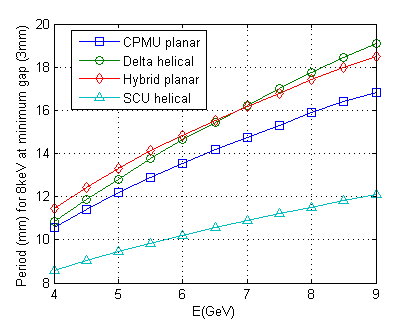 20
18
16
14
12
10
8
Period (mm) for 8keV at minimum gap (3mm)
CPMU planar
Delta helical
Hybrid planar
SCU helical
4 5 6 7 8 9
E(GeV)